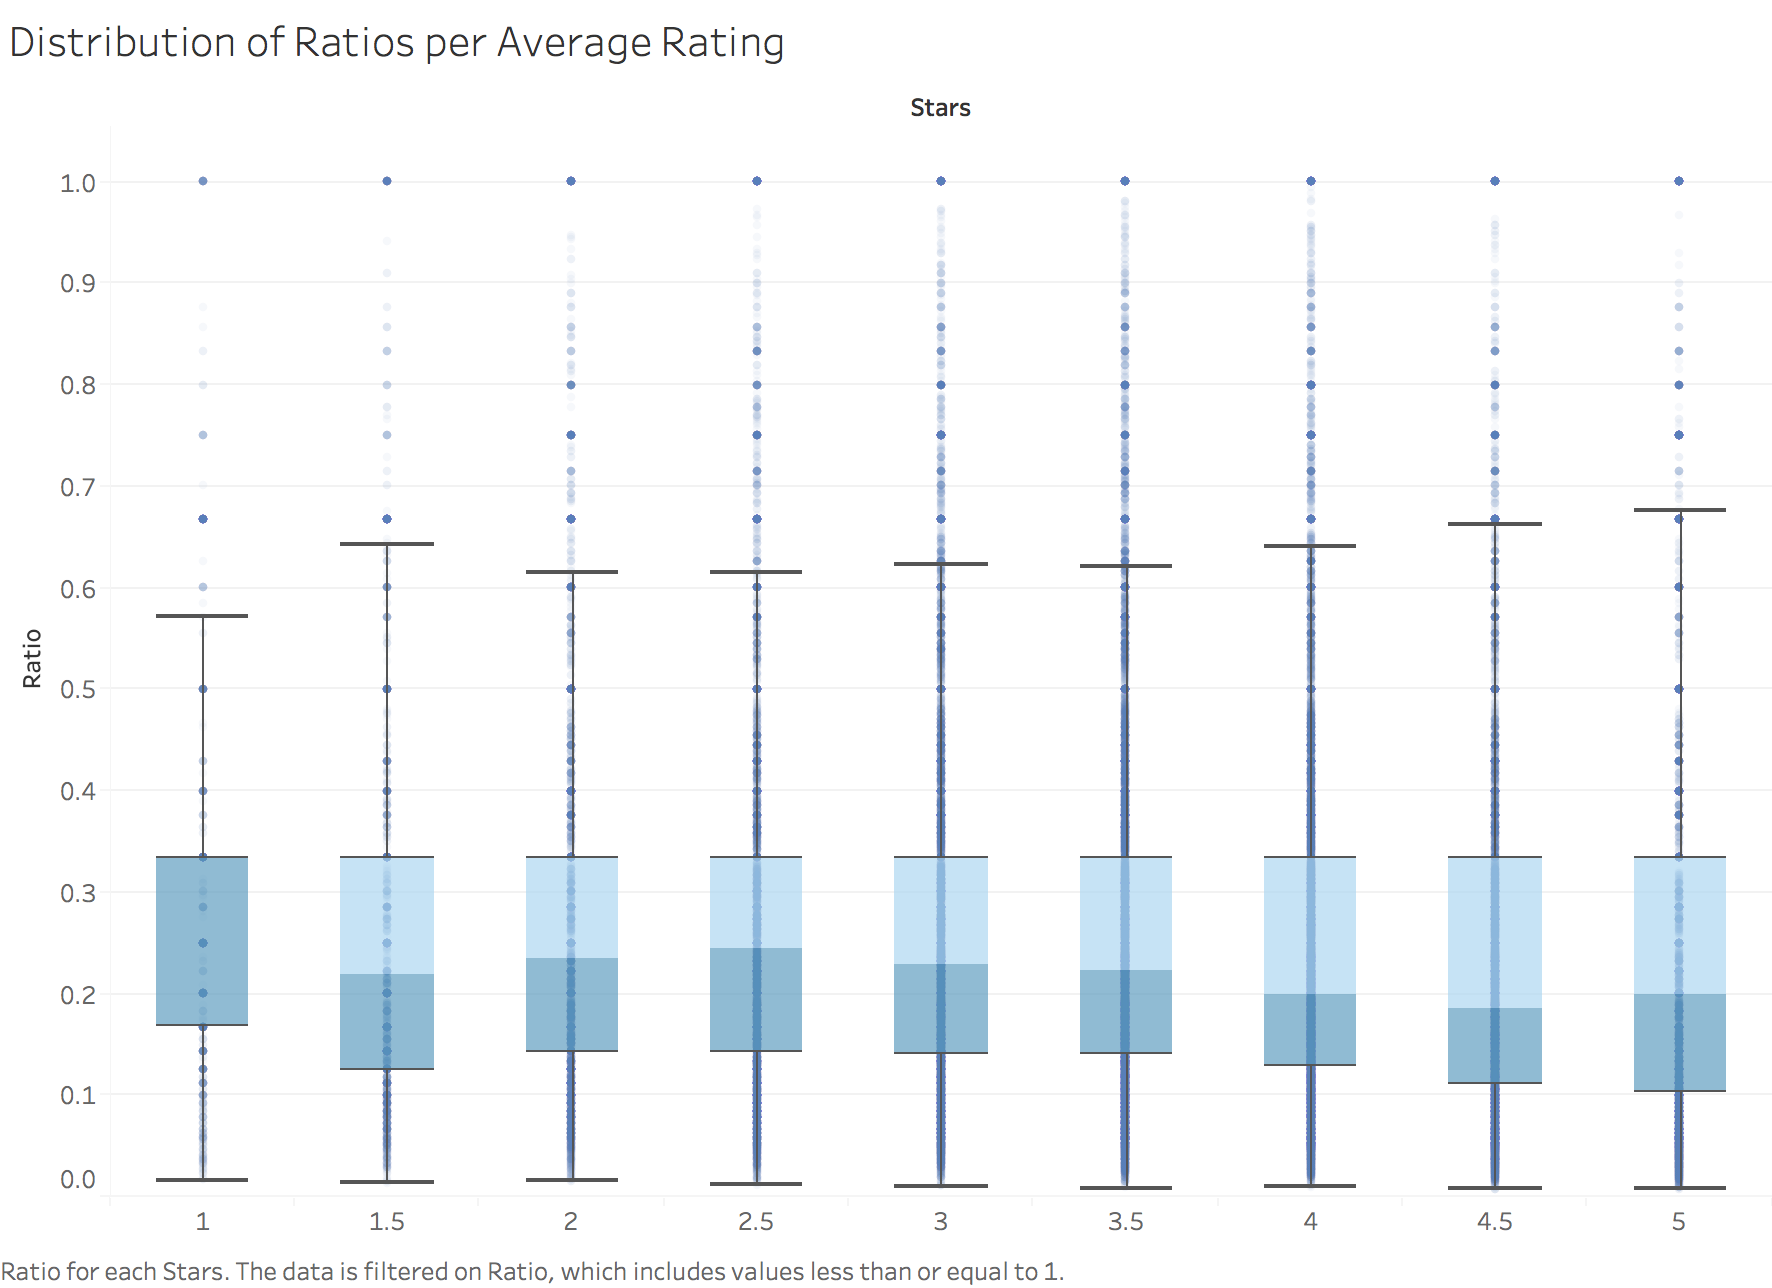 Distribution of Ratios per Average Rating
Stars
1.0
0.9
0.8
0.7
0.6
0.5
0.4
0.3
0.2
0.1
0.0
Ratio
1 1.5 2 2.5 3 3.5 4 4.5 5
Ratio for each Stars. The data is filtered on Ratio, which includes values less than or equal to 1.